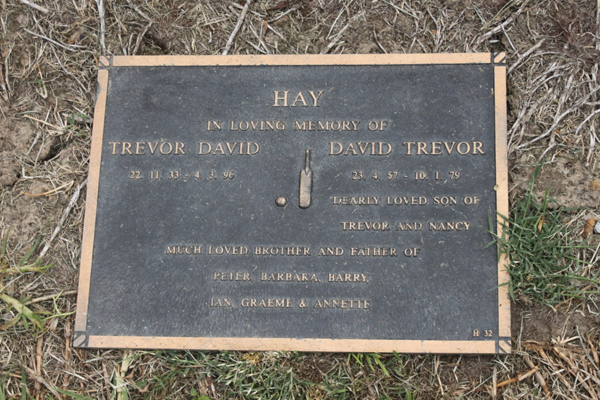 HAY
IN LOVING MEMORY OF
TREVOR DAVID
22. 11. 33 - 4. 3. 96
DAVID TREVOR
23. 4. 57 - 10. 1. 79
DEARLY LOVED SON OF
TREVOR AND NANCY
MUCH LOVED BROTHER AND FATHER OF
PETER, BARBARA, BARRY,
IAN, GRAEME & ANNETTE
H 32